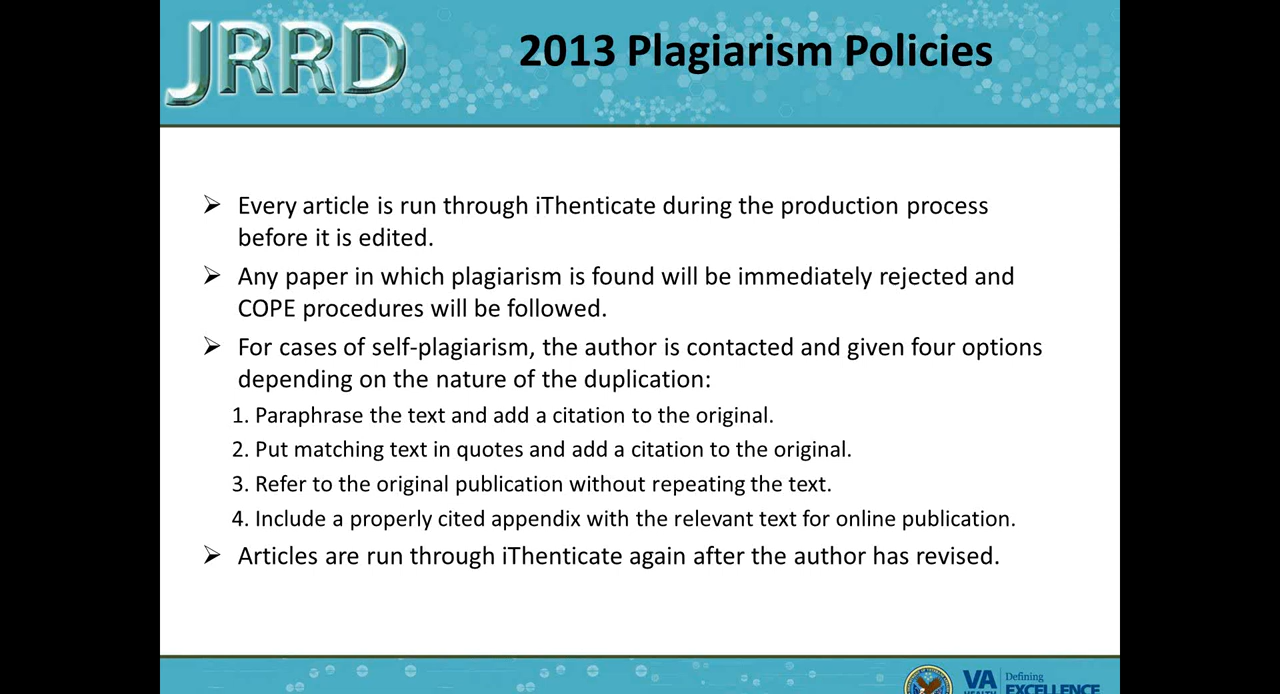 JRRD
2013 Plagiarism Policies
➢ Every article is run through iThenticate during the production process
before it is edited.
➢ Any paper in which plagiarism is found will be immediately rejected and
COPE procedures will be followed.
➢ For cases of self-plagiarism, the author is contacted and given four options
depending on the nature of the duplication:
1. Paraphrase the text and add a citation to the original.
2. Put matching text in quotes and add a citation to the original.
3. Refer to the original publication without repeating the text.
4. Include a properly cited appendix with the relevant text for online publication.
➢ Articles are run through iThenticate again after the author has revised.
VA
Defining
HEALTH
EXCELLENCE